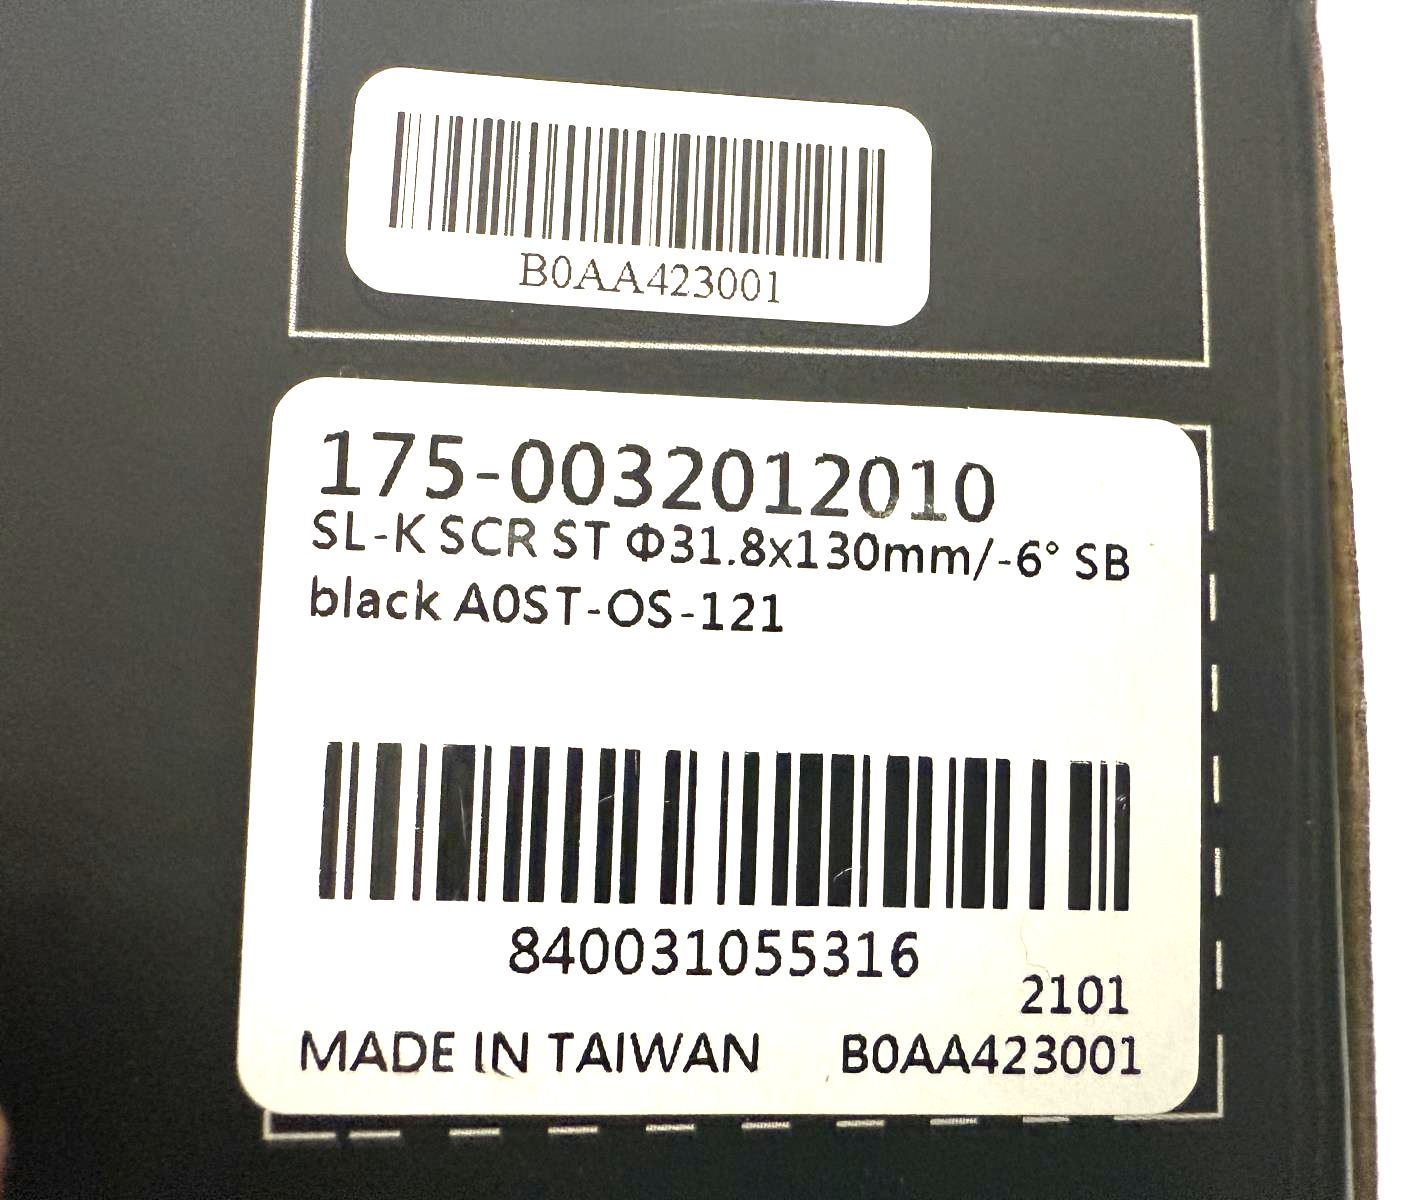 B0AA423001
175-0032012010
SL-K SCR ST Φ31.8x130mm/-6° SB
black A0ST-OS-121
840031055316
2101
MADE IN TAIWAN B0AA423001